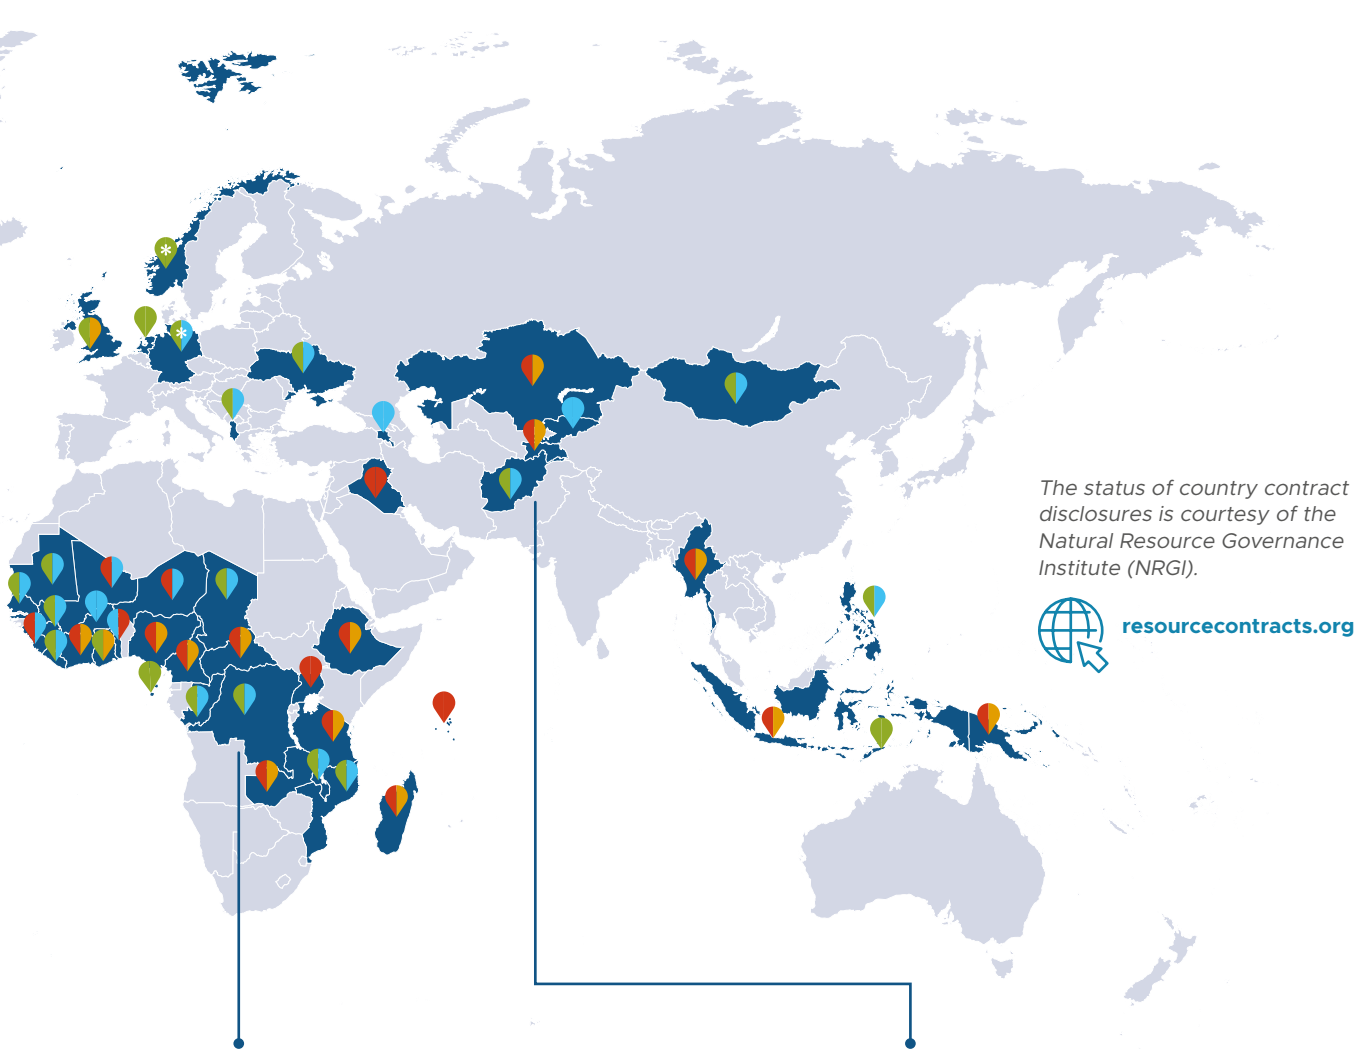 The status of country contract
disclosures is courtesy of the
Natural Resource Governance
Institute (NRGI).
resourcecontracts.org